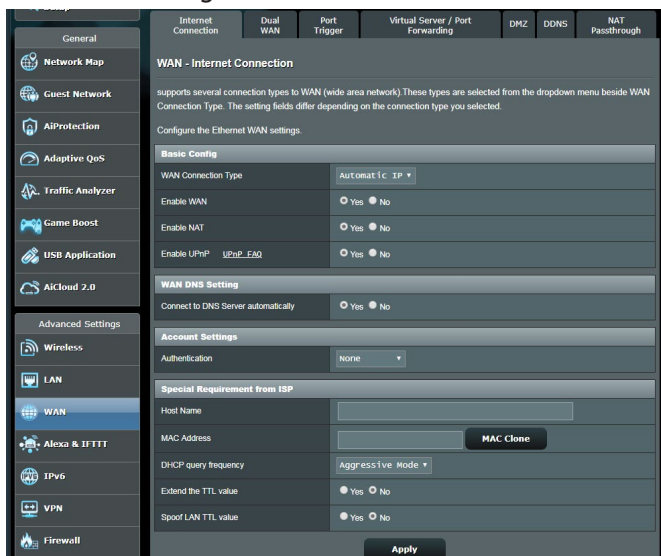 General
Network Map
Guest Network
AiProtection
Adaptive QoS
Traffic Analyzer
Game Boost
USB Application
AiCloud 2.0
Advanced Settings
Wireless
LAN
WAN
Alexa & IFTTT
IPv6
VPN
Firewall
Internet Connection
Dual WAN
Port Trigger
Virtual Server / Port Forwarding
DMZ
DDNS
NAT Passthrough
WAN - Internet Connection
supports several connection types to WAN (wide area network).These types are selected from the dropdown menu beside WAN
Connection Type. The setting fields differ depending on the connection type you selected.
Configure the Ethernet WAN settings.
Basic Config
WAN Connection Type Automatic IP
Enable WAN Yes No
Enable NAT Yes No
Enable UPnP UPnP FAQ Yes No
WAN DNS Setting
Connect to DNS Server automatically Yes No
Account Settings
Authentication None
Special Requirement from ISP
Host Name
MAC Address MAC Clone
DHCP query frequency Aggressive Mode
Extend the TTL value Yes No
Spoof LAN TTL value Yes No
Apply